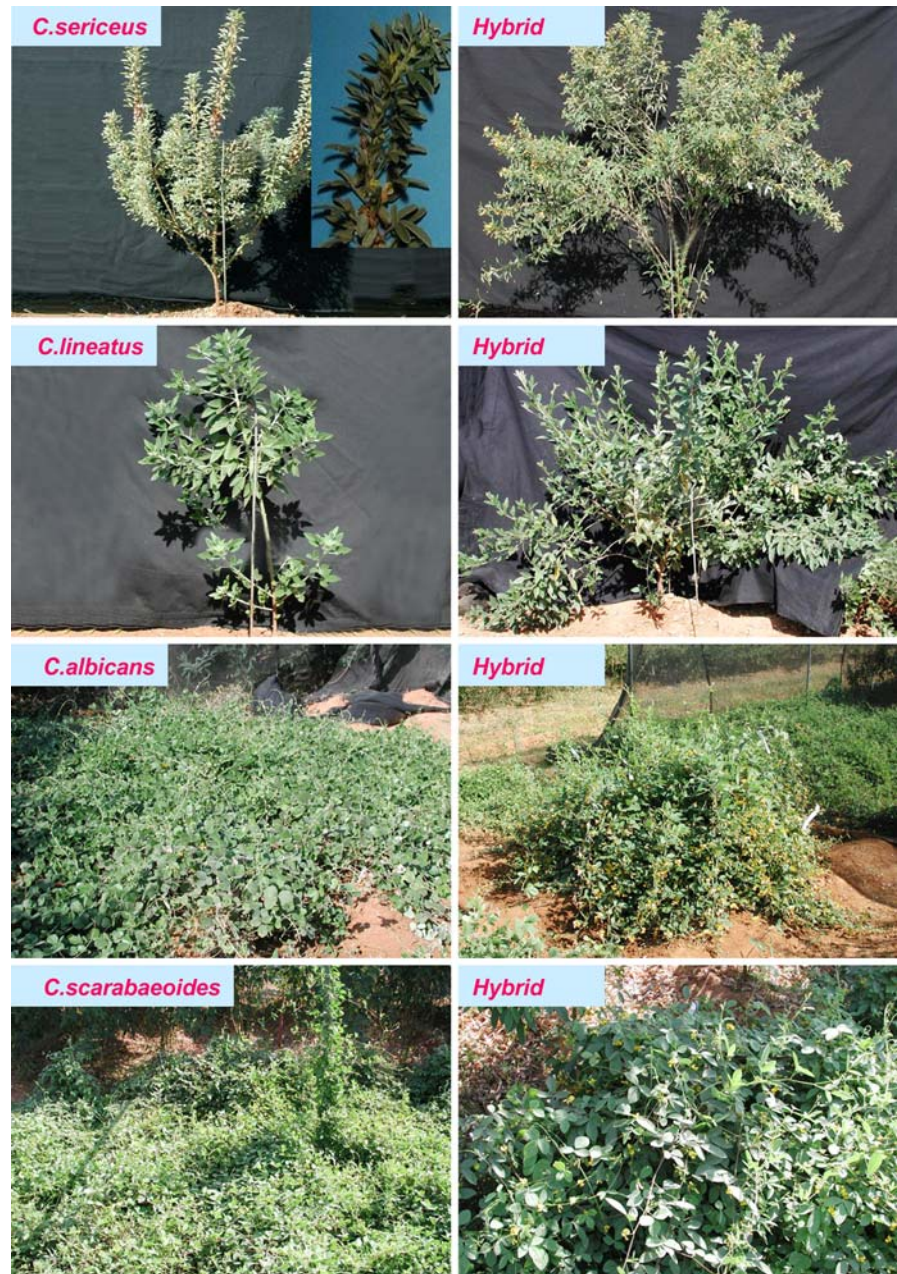 C.sericeus
Hybrid
C.lineatus
Hybrid
C.albicans
Hybrid
C.scarabaeoides
Hybrid